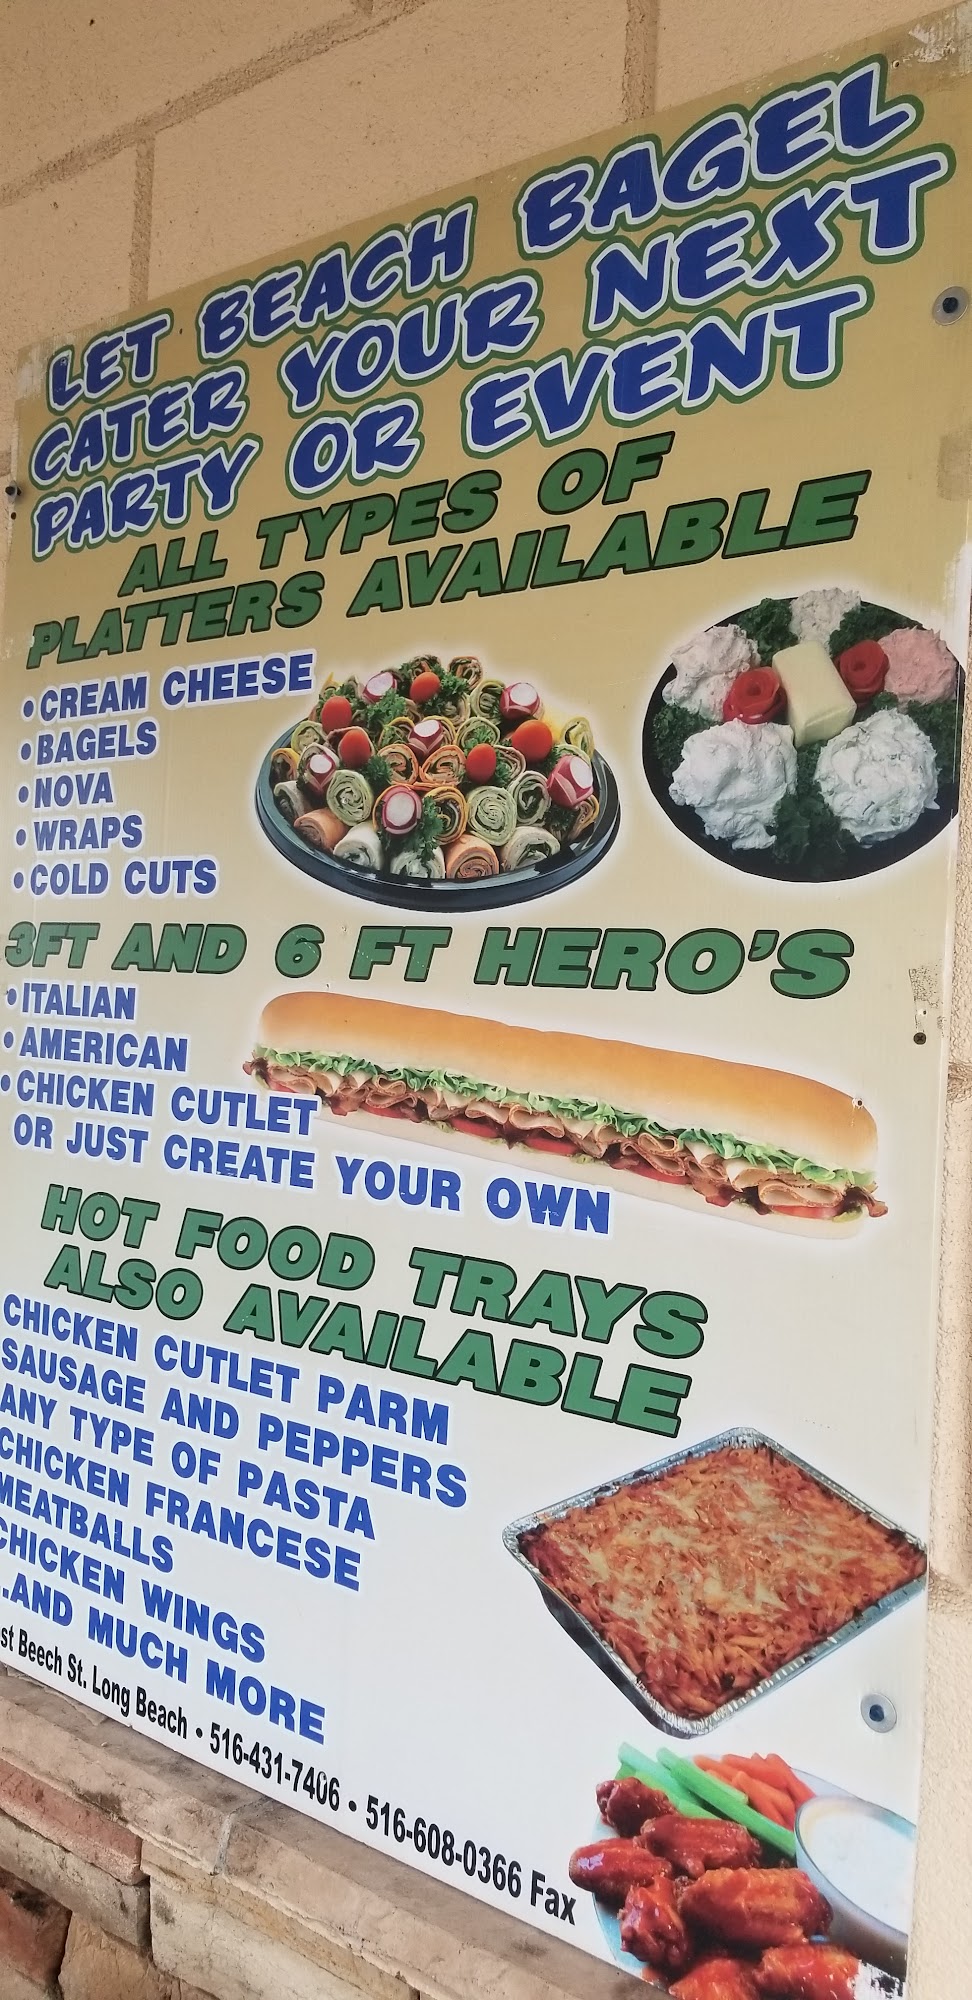 LET BEACH BAGEL
CATER YOUR NEXT
PARTY OR EVENT
ALL TYPES OF
PLATTERS AVAILABLE
• CREAM CHEESE
• BAGELS
• NOVA
• WRAPS
• COLD CUTS
3FT AND 6 FT HERO'S
• ITALIAN
• AMERICAN
• CHICKEN CUTLET
OR JUST CREATE YOUR OWN
HOT FOOD TRAYS
ALSO AVAILABLE
CHICKEN CUTLET PARM
SAUSAGE AND PEPPERS
ANY TYPE OF PASTA
CHICKEN FRANCESE
MEATBALLS
CHICKEN WINGS
..AND MUCH MORE
st Beech St. Long Beach • 516-431-7406 • 516-608-0366 Fax